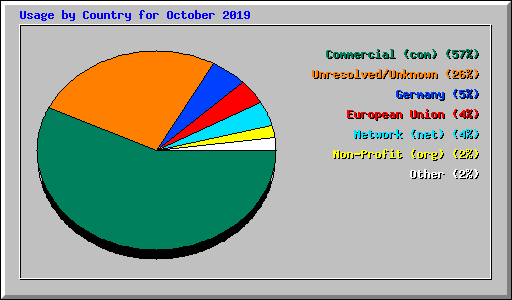 Usage by Country for October 2019
Commercial (com) (57%)
Unresolved/Unknown (26%)
Germany (5%)
European Union (4%)
Network (net) (4%)
Non-Profit (org) (2%)
Other (2%)